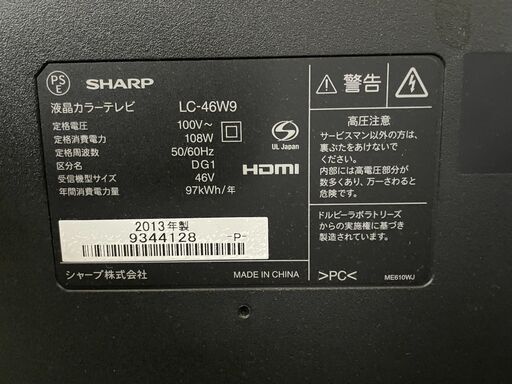 PS
E
SHARP
液晶カラーテレビ LC-46W9
定格電圧 100V~
定格消費電力 108W
定格周波数 50/60Hz
区分名 DG1
受信機型サイズ 46V
年間消費電力量 97kWh/年
S
UL Japan
HDMI
2013年製
9344128 -P-
シャープ株式会社 MADE IN CHINA
警告
高圧注意
サービスマン以外の方は、
裏ぶたをあけないで
ください。
内部には高電圧部分が
数多くあり、万一さわると
危険です。
ドルビーラボラトリーズ
からの実施権に基づき
製造されています。
>PC< ME610WJ